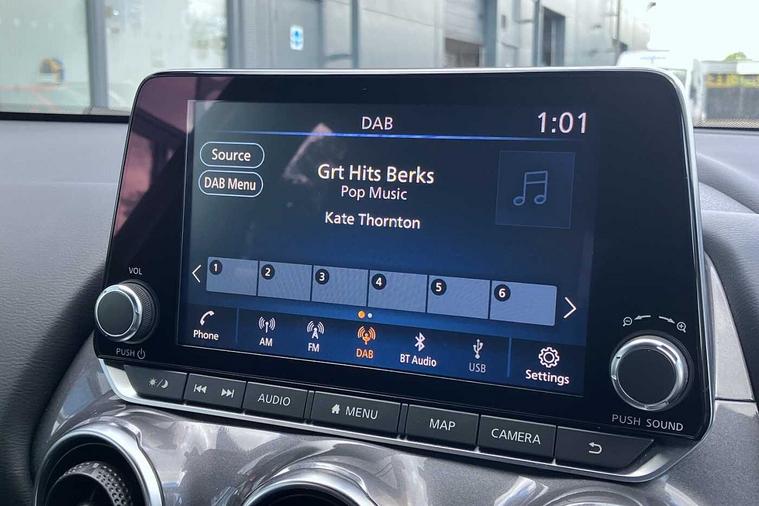 DAB
1:01
Source
DAB Menu
Grt Hits Berks
Pop Music
Kate Thornton
1 2 3 4 5 6
Phone
AM
FM
DAB
BT Audio
USB
Settings
VOL
PUSH
PUSH SOUND
AUDIO
MENU
MAP
CAMERA